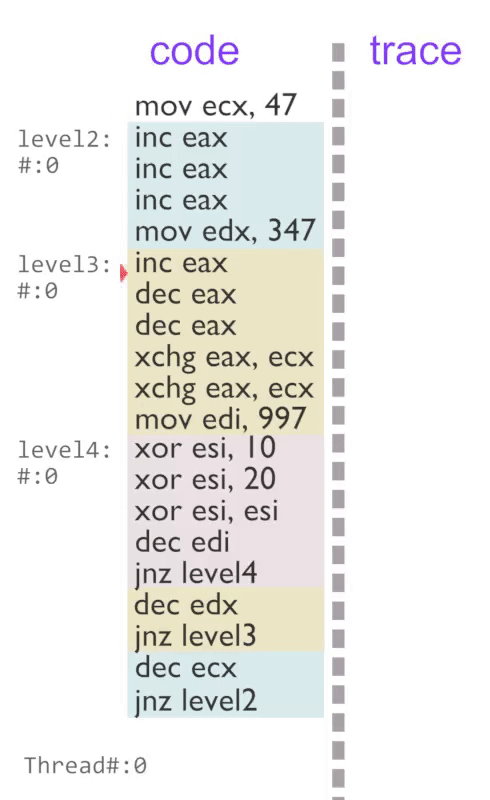 code
trace
mov ecx, 47
level2:
inc eax
#:0
inc eax
inc eax
mov edx, 347
level3:
inc eax
#:0
dec eax
dec eax
xchg eax, ecx
xchg eax, ecx
mov edi, 997
level4:
xor esi, 10
#:0
xor esi, 20
xor esi, esi
dec edi
jnz level4
dec edx
jnz level3
dec ecx
jnz level2
Thread#:0